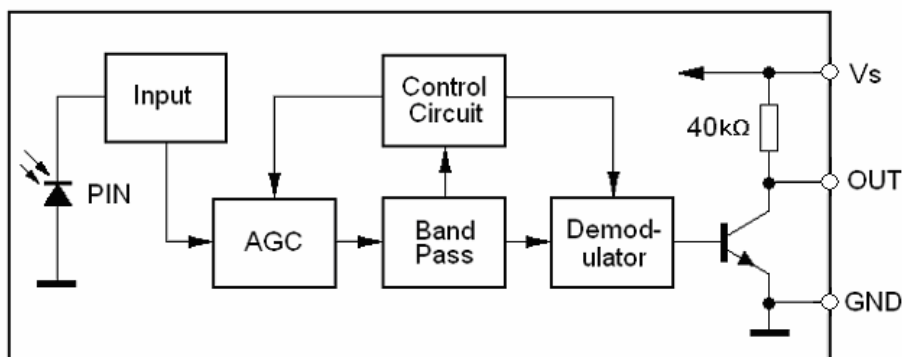 Input
Control
Circuit
Vs
40kΩ
PIN
OUT
AGC
Band
Pass
Demod-
ulator
GND